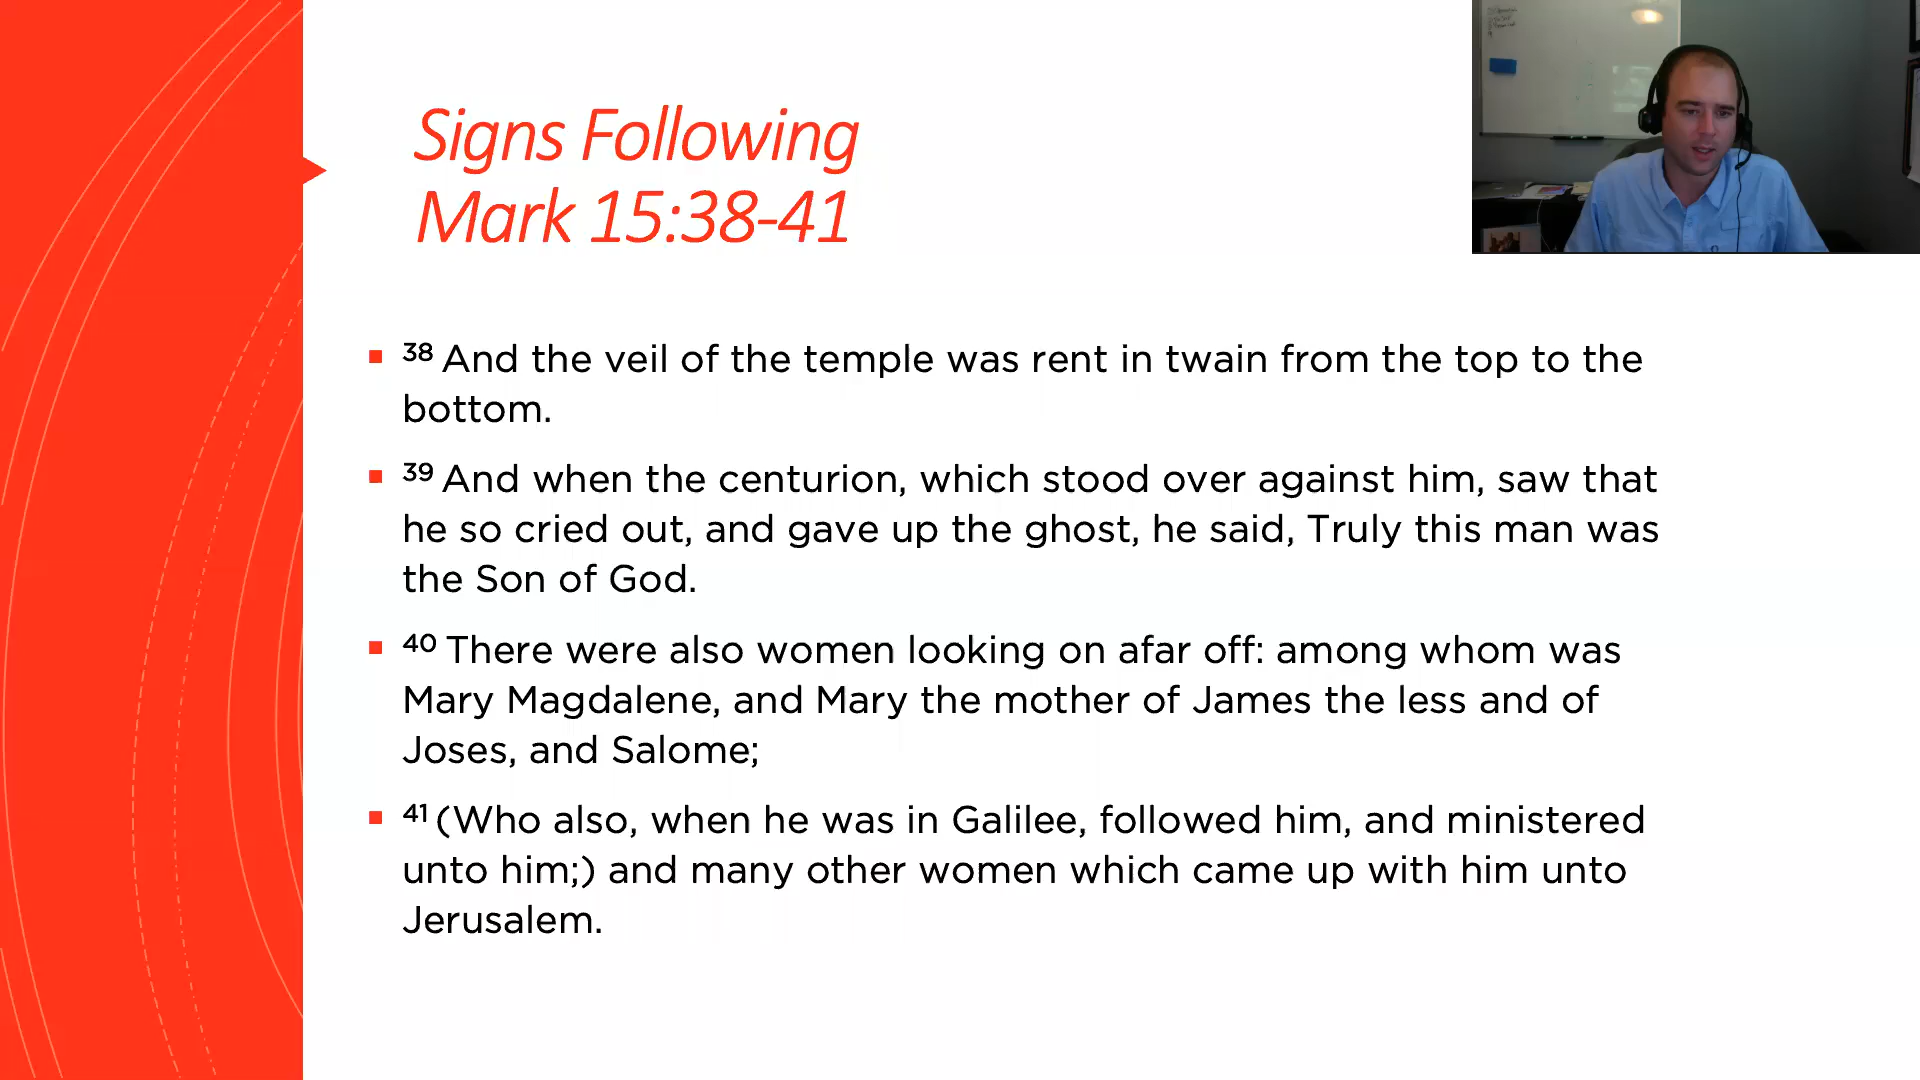 Signs Following
Mark 15:38-41
38 And the veil of the temple was rent in twain from the top to the
bottom.
39 And when the centurion, which stood over against him, saw that
he so cried out, and gave up the ghost, he said, Truly this man was
the Son of God.
40 There were also women looking on afar off: among whom was
Mary Magdalene, and Mary the mother of James the less and of
Joses, and Salome;
41 (Who also, when he was in Galilee, followed him, and ministered
unto him;) and many other women which came up with him unto
Jerusalem.